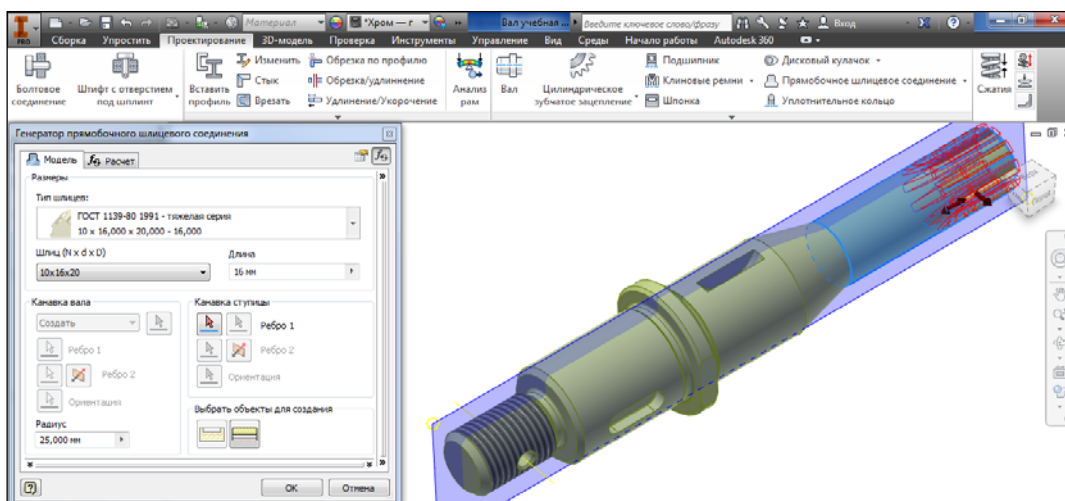 Материал
*Хром — г
Вал учебная ...
Введите ключевое слово/фразу
Вход
PRO
Сборка Упростить Проектирование 3D-модель Проверка Инструменты Управление Вид Среды Начало работы Autodesk 360
Болтовое соединение
Штифт с отверстием под шплинт
Вставить профиль
Изменить
Стык
Врезать
Обрезка по профилю
Обрезка/удлиннение
Удлинение/Укорочение
Анализ рам
Вал
Цилиндрическое зубчатое зацепление
Подшипник
Клиновые ремни
Шпонка
Дисковый кулачок
Прямобочное шлицевое соединение
Уплотнительное кольцо
Сжатия
Генератор прямобочного шлицевого соединения
Модель
Расчет
Размеры
Тип шлицев:
ГОСТ 1139-80 1991 - тяжелая серия
10 x 16,000 x 20,000 - 16,000
Шлиц (N x d x D)
Длина
10x16x20
16 мм
Канавка вала
Канавка ступицы
Создать
Ребро 1
Ребро 1
Ребро 2
Ребро 2
Ориентация
Ориентация
Выбрать объекты для создания
Радиус
25,000 мм
OK
Отмена